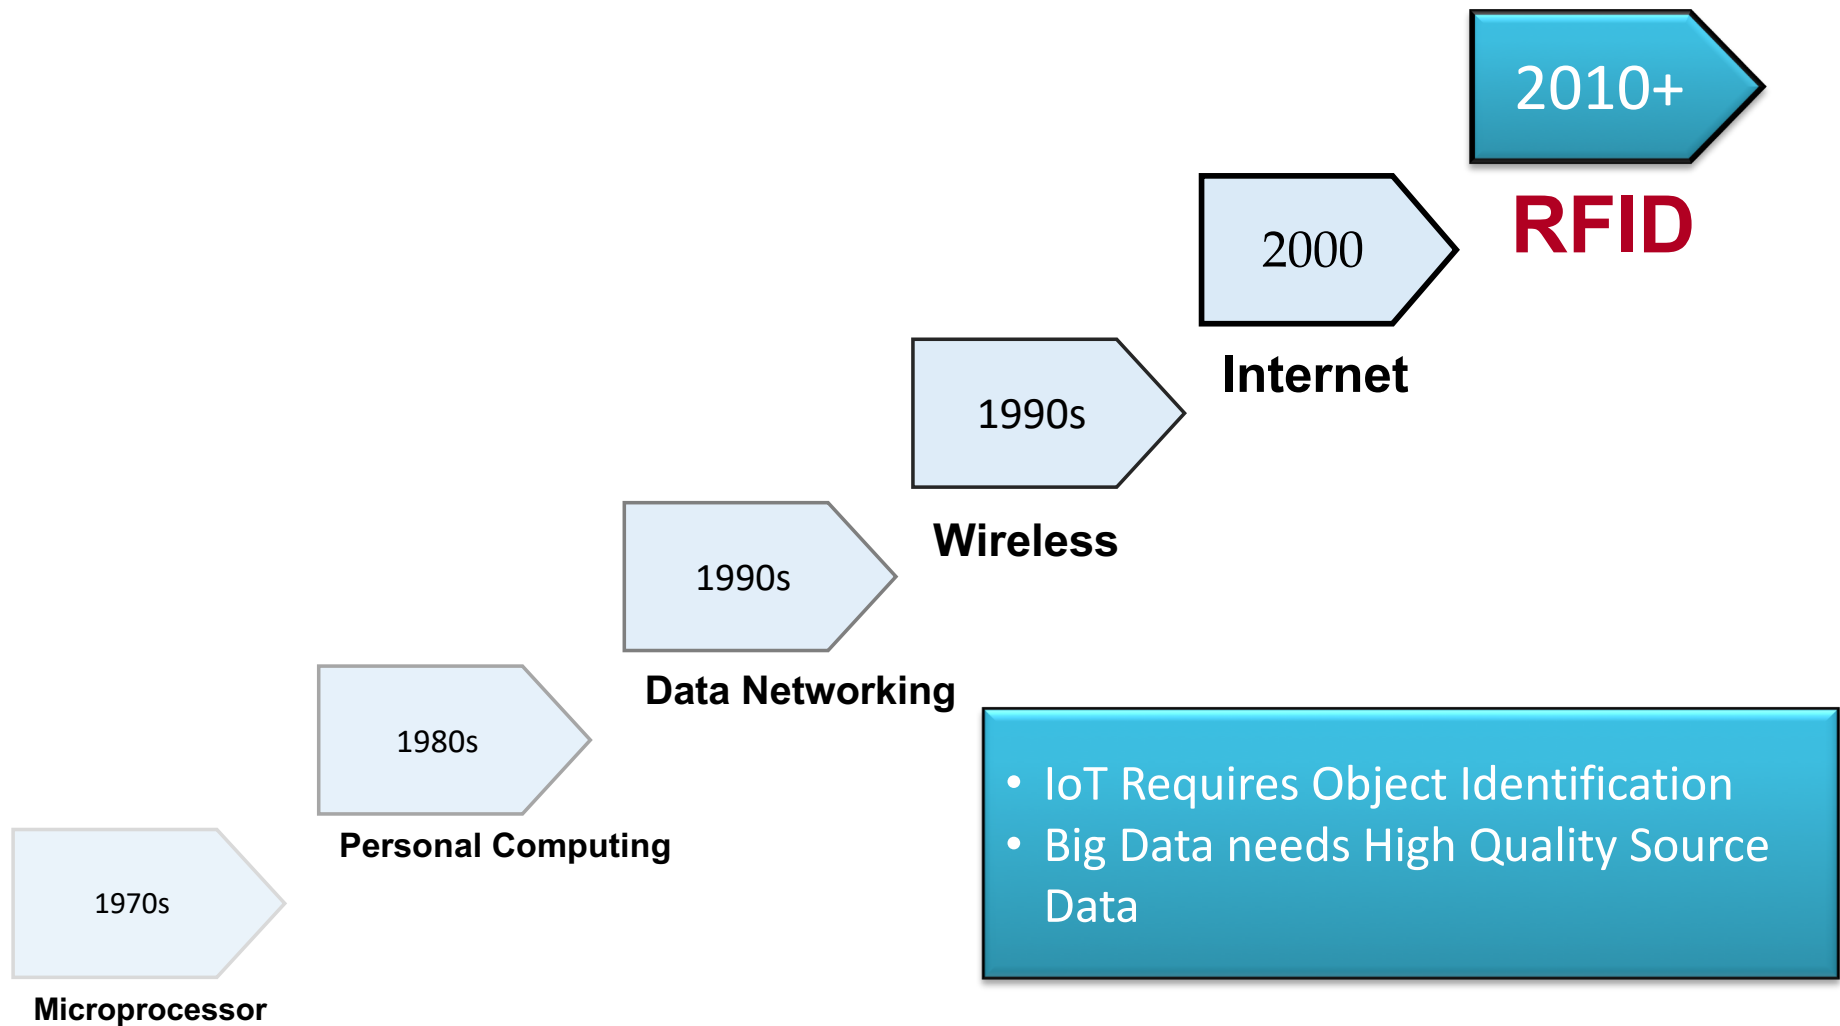 2010+
RFID
2000
Internet
1990s
Wireless
1990s
Data Networking
1980s
Personal Computing
1970s
Microprocessor
• IoT Requires Object Identification
• Big Data needs High Quality Source
Data